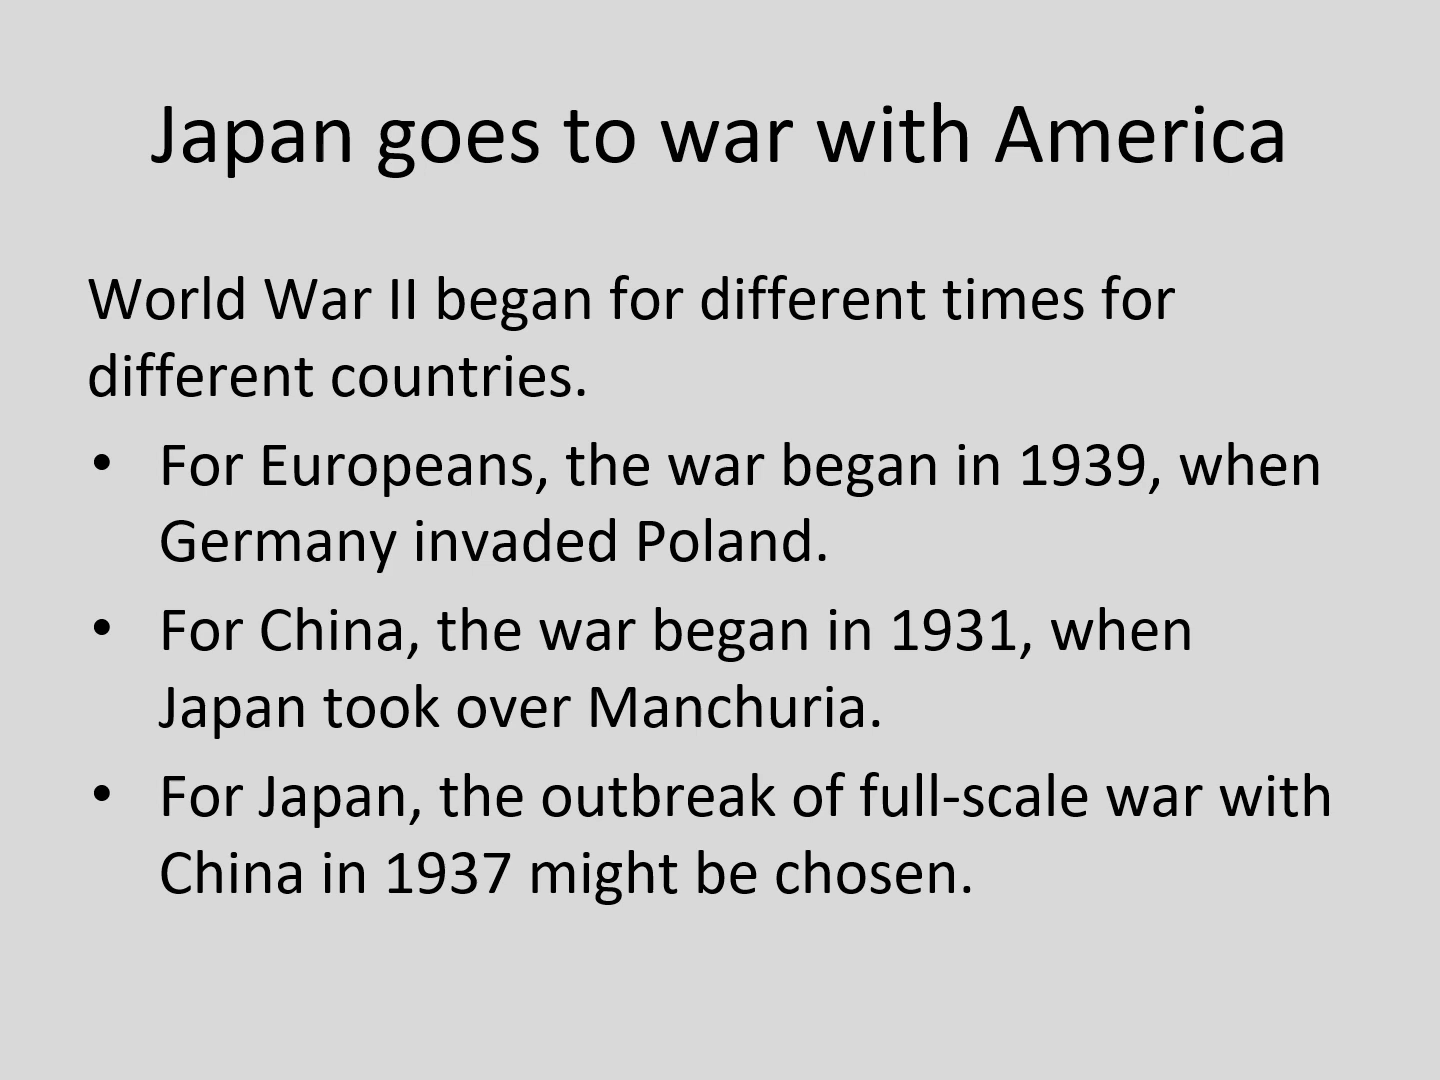 Japan goes to war with America
World War II began for different times for
different countries.
• For Europeans, the war began in 1939, when
Germany invaded Poland.
• For China, the war began in 1931, when
Japan took over Manchuria.
• For Japan, the outbreak of full-scale war with
China in 1937 might be chosen.